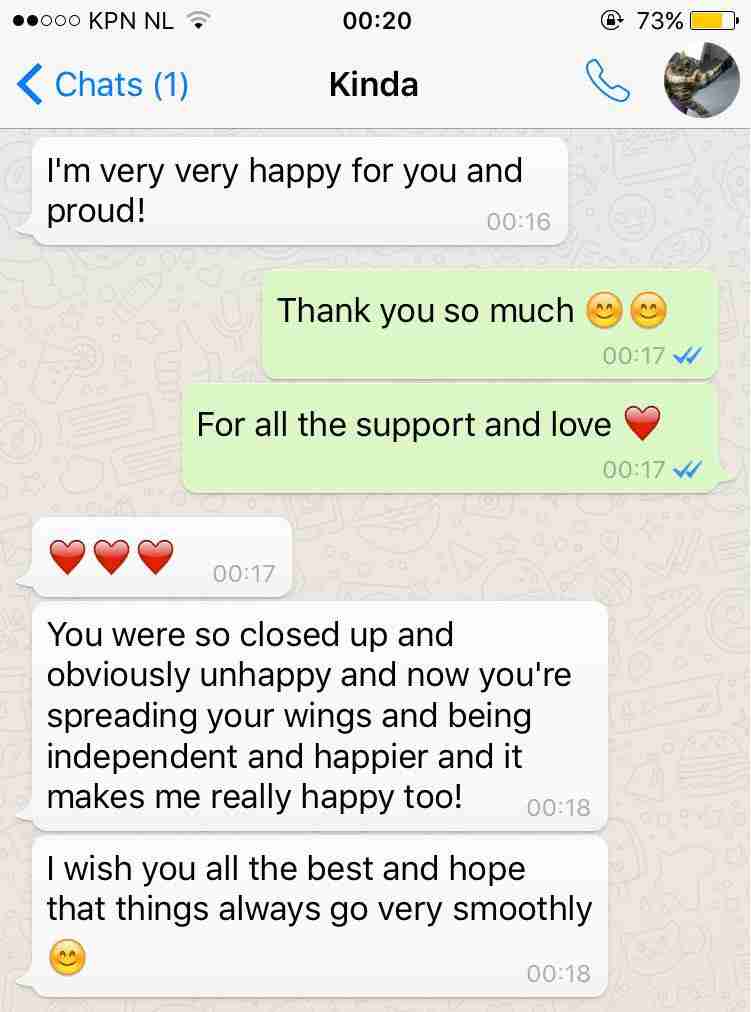 ●●○○○ KPN NL 00:20 73%
Chats (1) Kinda
I'm very very happy for you and
proud!
00:16
Thank you so much 😊😊
00:17
For all the support and love ❤️
00:17
❤️❤️❤️ 00:17
You were so closed up and
obviously unhappy and now you're
spreading your wings and being
independent and happier and it
makes me really happy too!
00:18
I wish you all the best and hope
that things always go very smoothly
😊
00:18